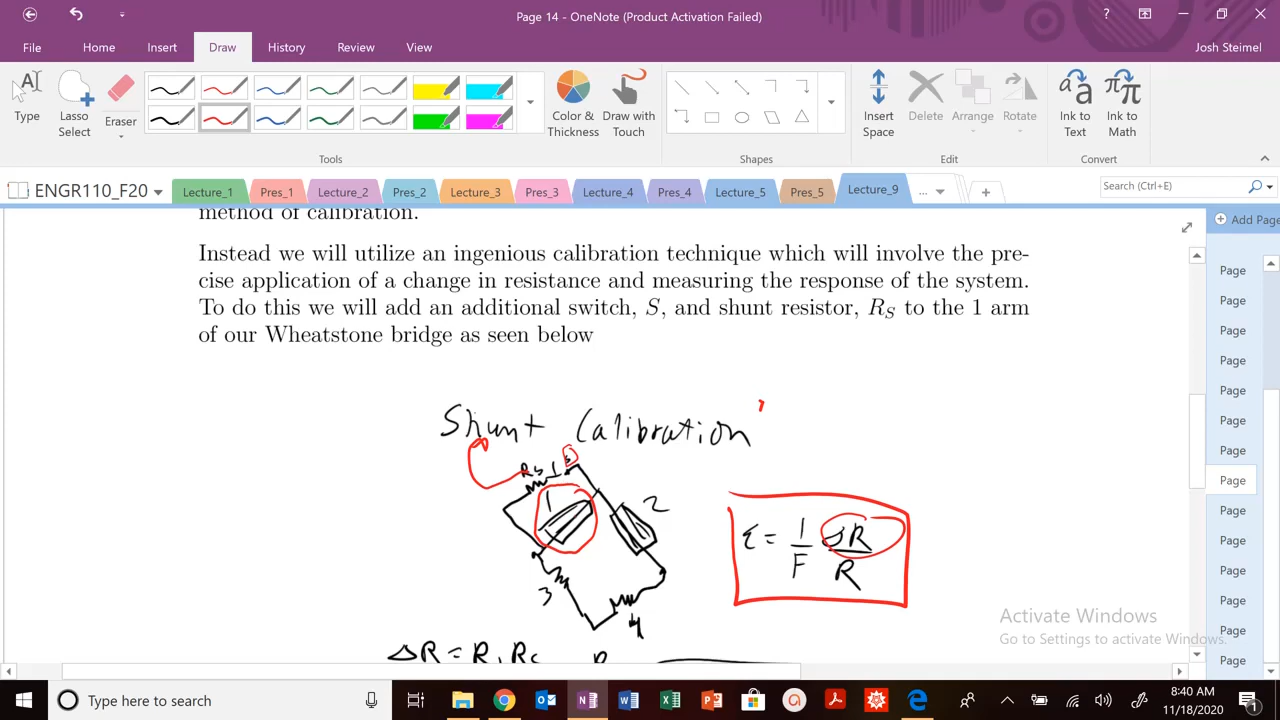 Page 14 - OneNote (Product Activation Failed)
?
File
Home
Insert
Draw
History
Review
View
Josh Steimel
Type
Lasso Select
Eraser
Color & Thickness
Draw with Touch
Insert Space
Delete
Arrange
Rotate
Ink to Text
Ink to Math
Tools
Shapes
Edit
Convert
ENGR110_F20
Lecture_1
Pres_1
Lecture_2
Pres_2
Lecture_3
Pres_3
Lecture_4
Pres_4
Lecture_5
Pres_5
Lecture_9
...
Search (Ctrl+E)
Add Page
method of calibration.
Instead we will utilize an ingenious calibration technique which will involve the pre-
cise application of a change in resistance and measuring the response of the system.
To do this we will add an additional switch, S, and shunt resistor, R_S to the 1 arm
of our Wheatstone bridge as seen below
Shunt Calibration
Rs
S
1
2
3
4
ε = 1/F ΔR/R
ΔR = R₁Rs
Page
Page
Page
Page
Page
Page
Page
Page
Page
Page
Page
Page
Page
Page
Activate Windows
Go to Settings to activate Windows.
Type here to search
8:40 AM
11/18/2020
1